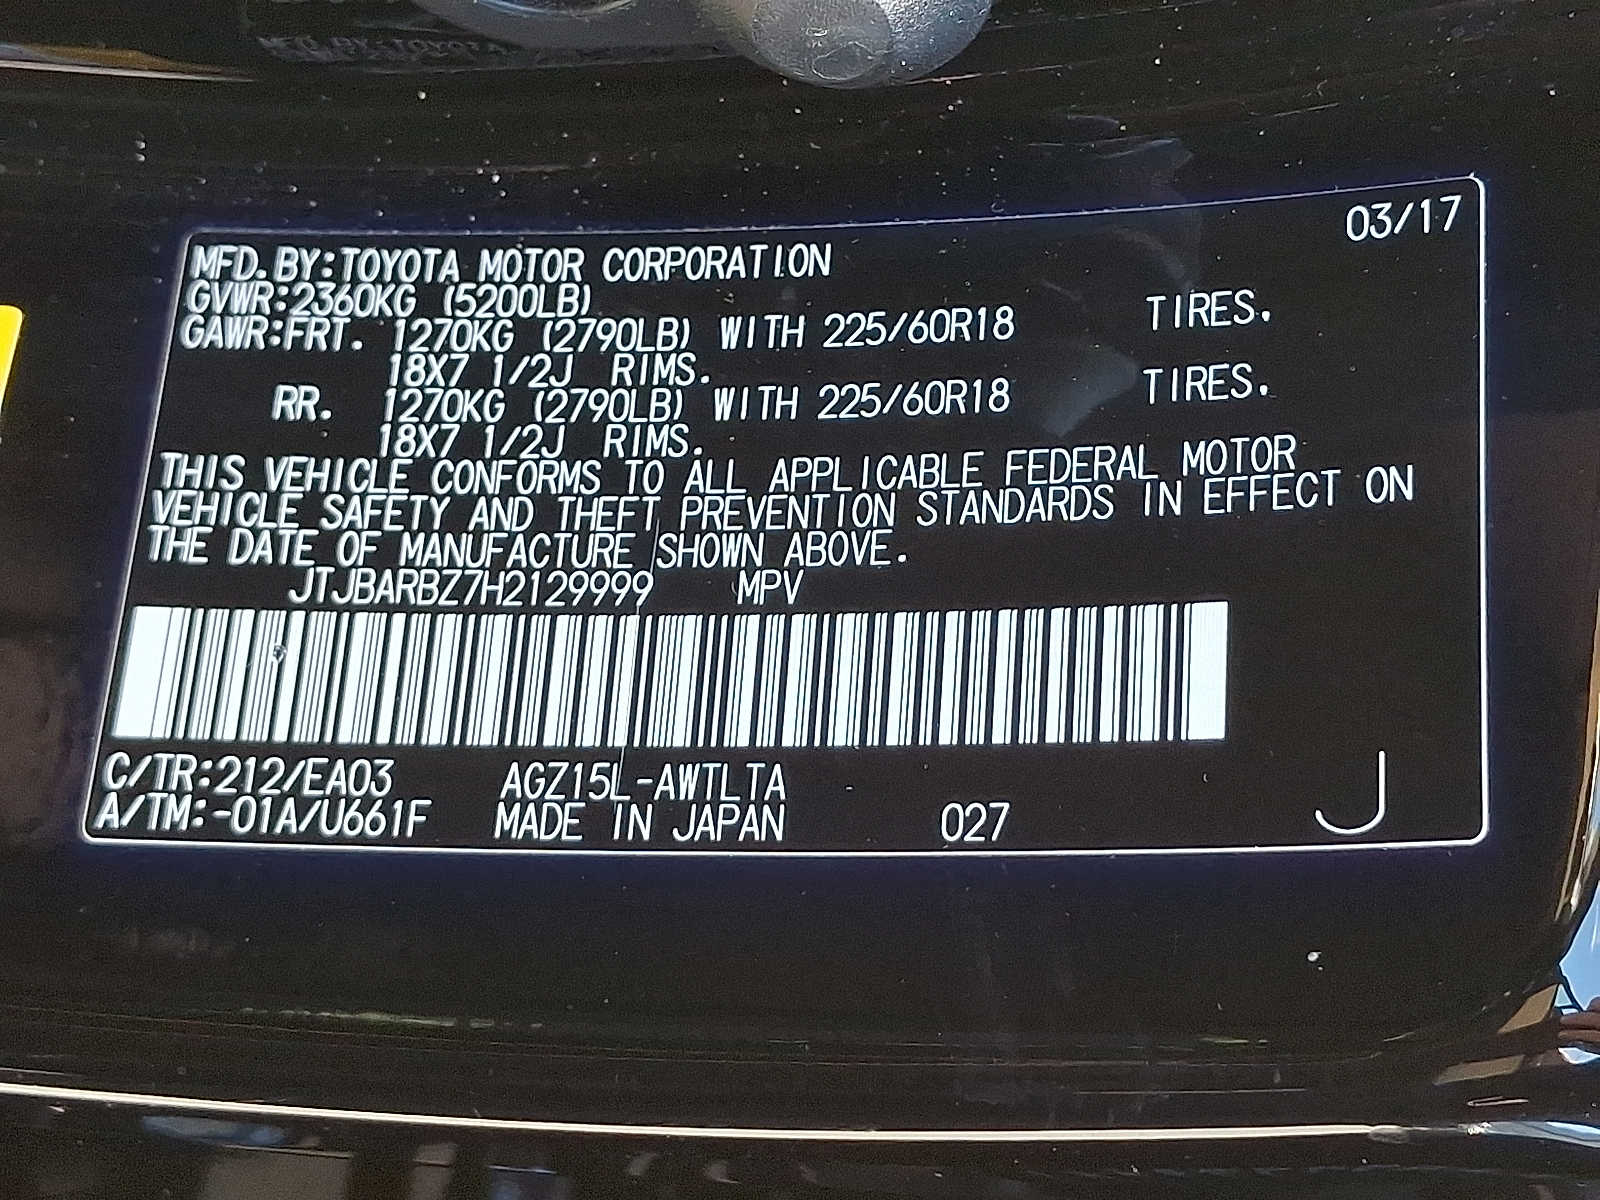 MFD. BY: TOYOTA
03/17
MFD.BY:TOYOTA MOTOR CORPORATION
GVWR:2360KG (5200LB)
GAWR:FRT. 1270KG (2790LB) WITH 225/60R18 TIRES.
18X7 1/2J RIMS.
RR. 1270KG (2790LB) WITH 225/60R18 TIRES.
18X7 1/2J RIMS.
THIS VEHICLE CONFORMS TO ALL APPLICABLE FEDERAL MOTOR
VEHICLE SAFETY AND THEFT PREVENTION STANDARDS IN EFFECT ON
THE DATE OF MANUFACTURE SHOWN ABOVE.
JTJBARBZ7H2129999 MPV
C/TR:212/EA03 AGZ15L-AWTLTA
A/TM:-01A/U661F MADE IN JAPAN 027 J